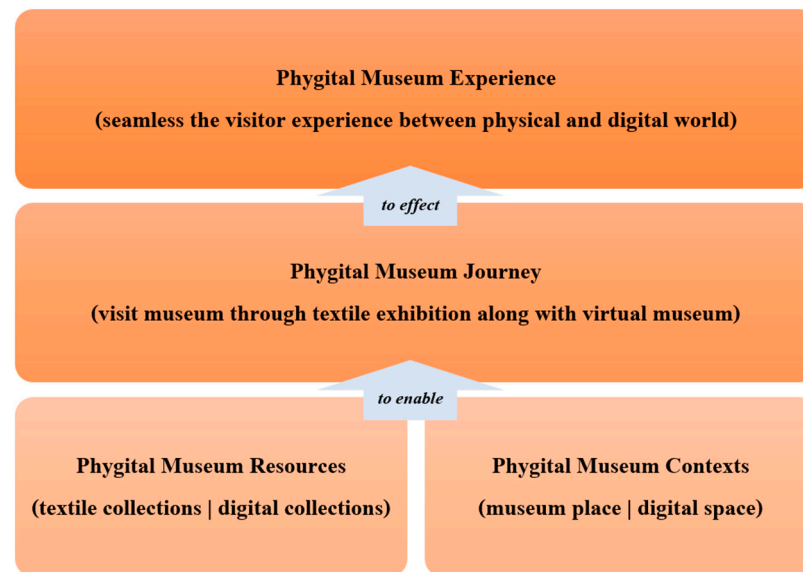 Phygital Museum Experience
(seamless the visitor experience between physical and digital world)
to effect
Phygital Museum Journey
(visit museum through textile exhibition along with virtual museum)
to enable
Phygital Museum Resources
(textile collections | digital collections)
Phygital Museum Contexts
(museum place | digital space)